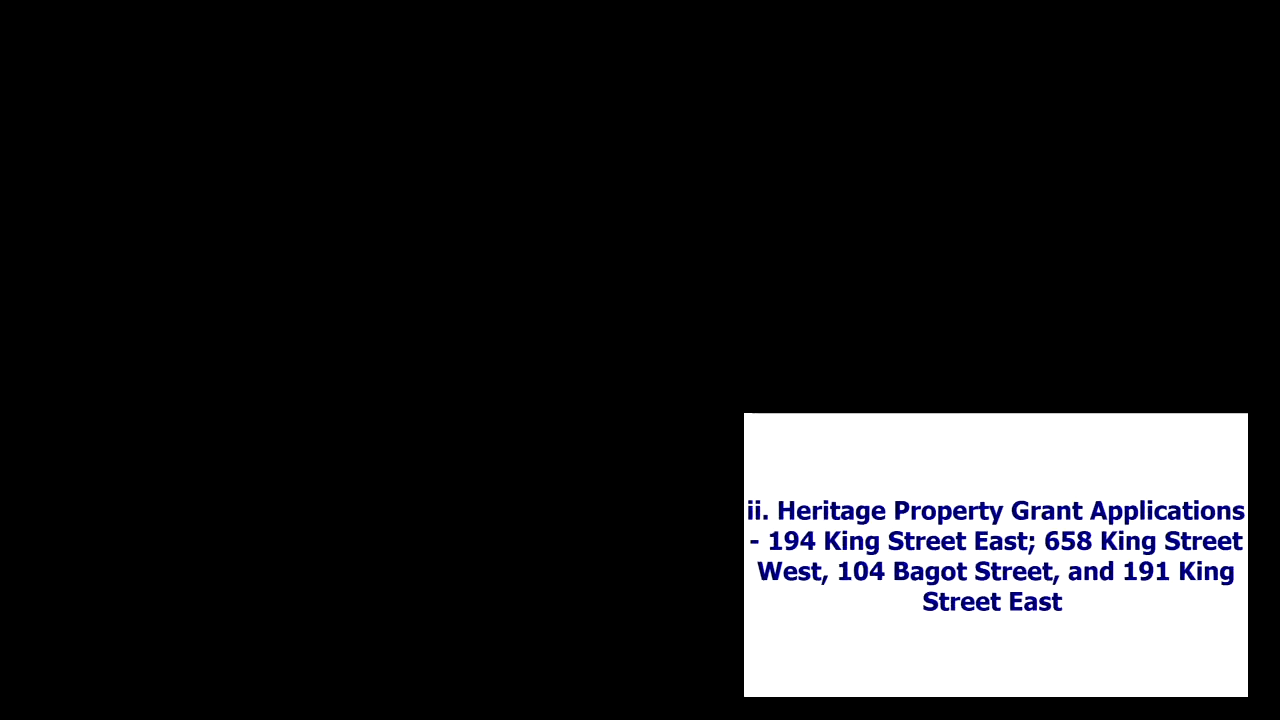 ii. Heritage Property Grant Applications
- 194 King Street East; 658 King Street
West, 104 Bagot Street, and 191 King
Street East